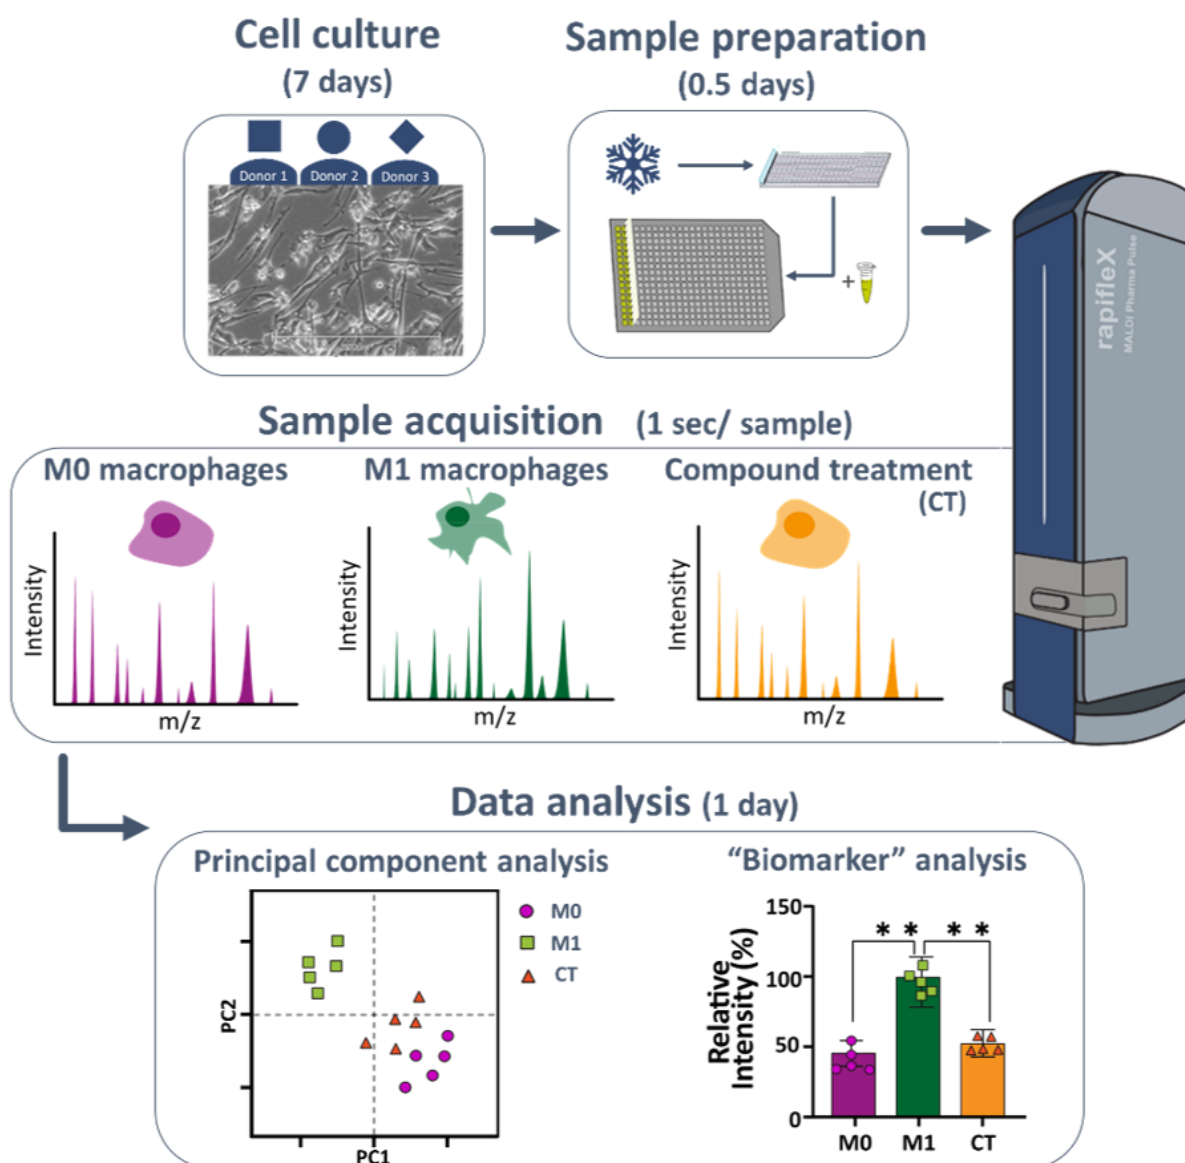 Cell culture
(7 days)
Sample preparation
(0.5 days)
Donor 1
Donor 2
Donor 3
+
rapifleX
MALDI Pharma Pulse
Sample acquisition (1 sec/ sample)
M0 macrophages
M1 macrophages
Compound treatment
(CT)
Intensity
m/z
Intensity
m/z
Intensity
m/z
Data analysis (1 day)
Principal component analysis
PC2
PC1
M0
M1
CT
“Biomarker” analysis
Relative
Intensity (%)
150
100
50
0
* *
* *
M0
M1
CT